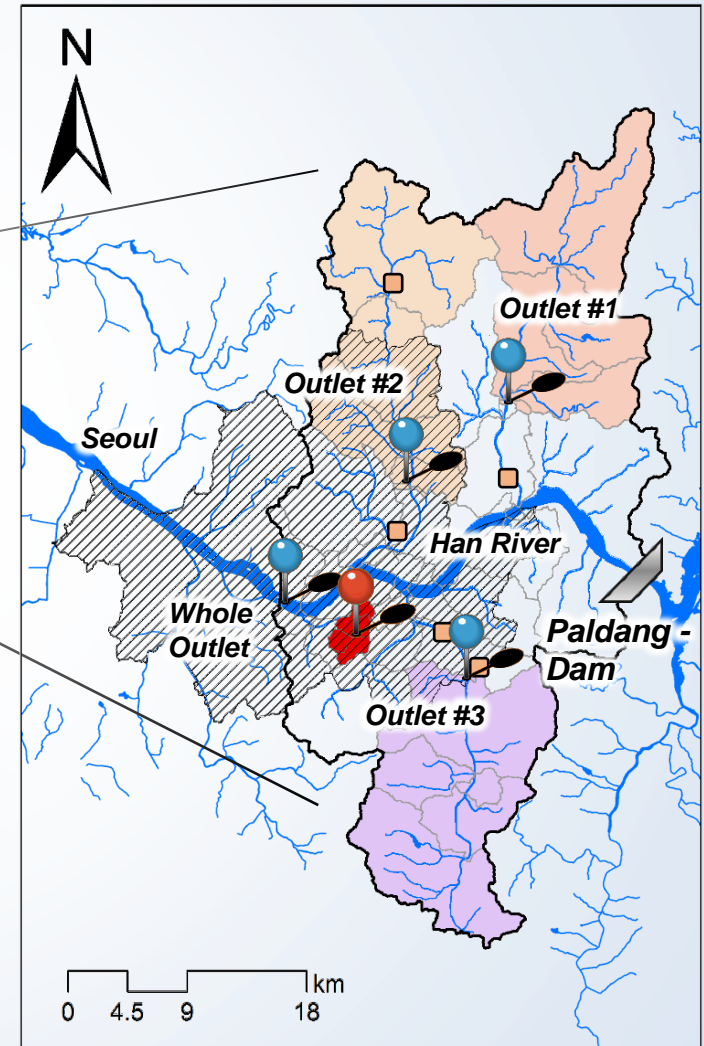 N
Outlet #1
Outlet #2
Seoul
Han River
Whole
Outlet
Paldang -
Dam
Outlet #3
km
0 4.5 9 18